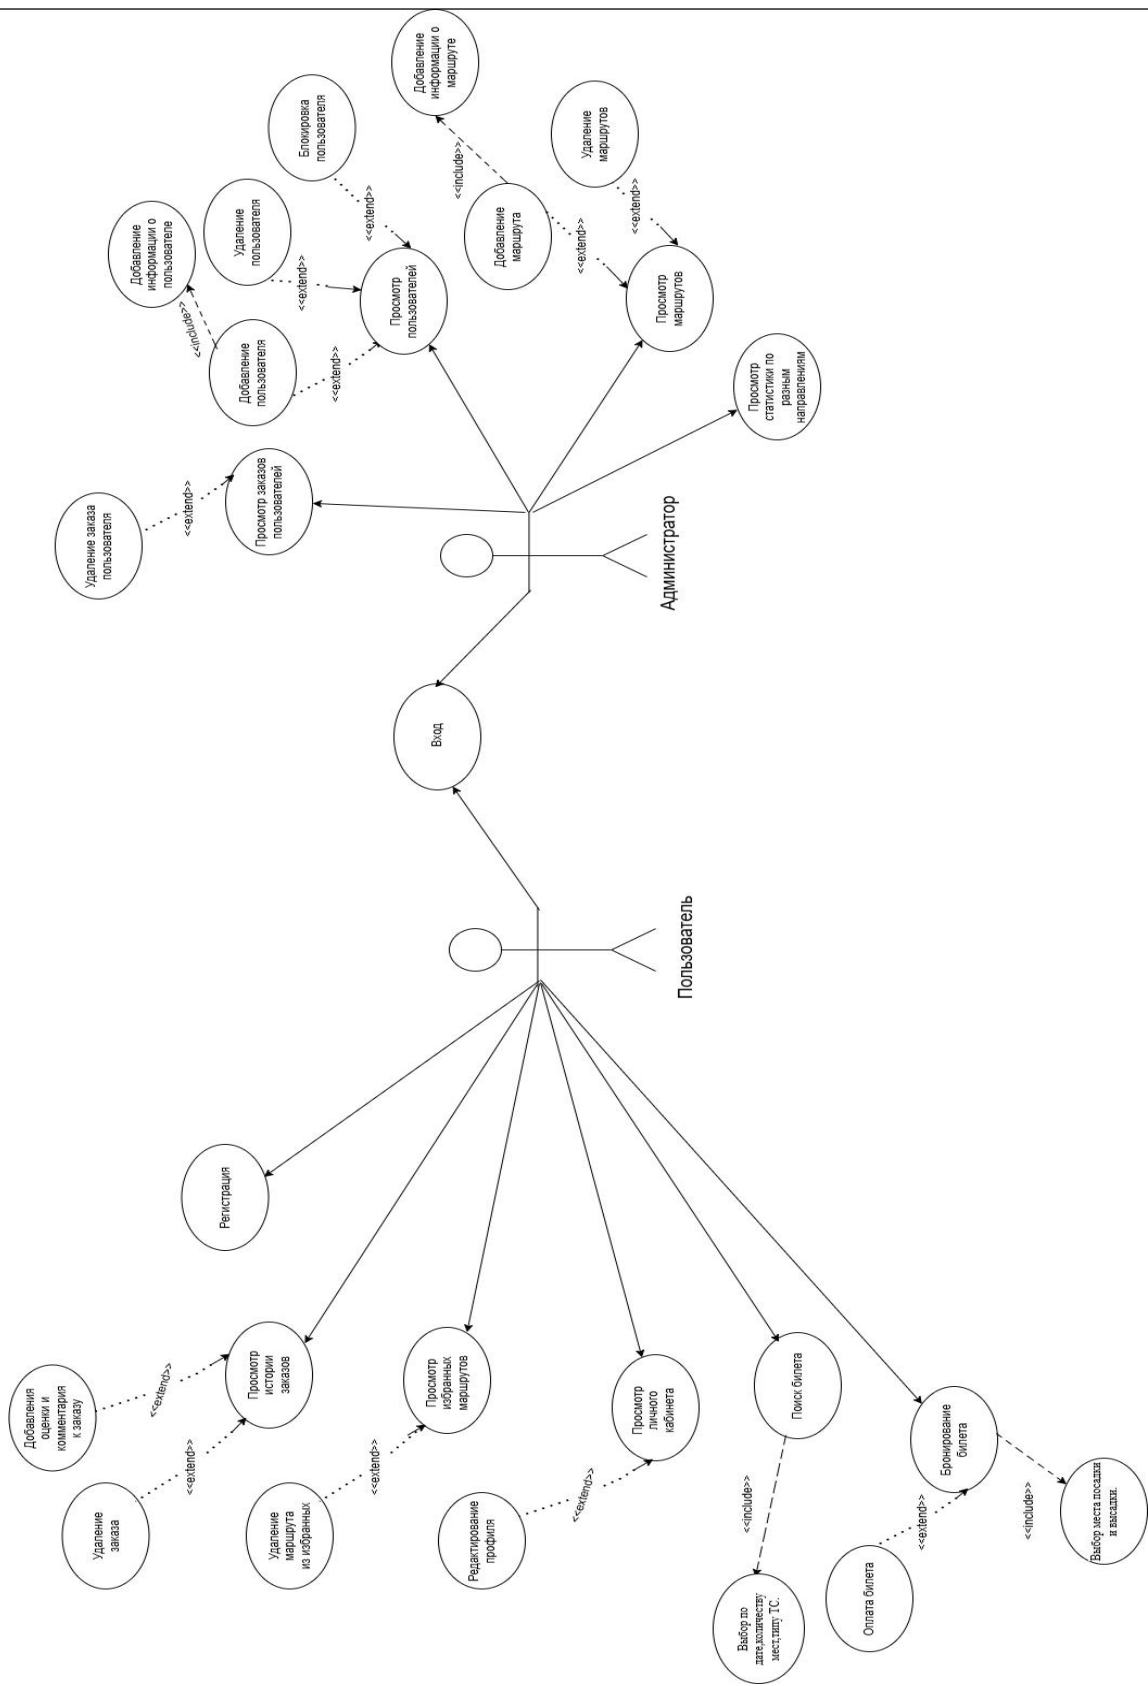 Добавления
оценки и
комментария
к заказу
<<extend>>
Удаление
заказа
<<extend>>
Просмотр
истории
заказов
Регистрация
Удаление
маршрута
из избранных
<<extend>>
Просмотр
избранных
маршрутов
Редактирование
профиля
<<extend>>
Просмотр
личного
кабинета
Выбор по
дате,количеству
мест,типу ТС.
<<include>>
Поиск билета
Оплата билета
<<extend>>
Бронирование
билета
<<include>>
Выбор места посадки
и высадки.
Пользователь
Вход
Администратор
Удаление заказа
пользователя
<<extend>>
Просмотр заказов
пользователей
Добавление
информации о
пользователе
<<include>>
Добавление
пользователя
<<extend>>
Удаление
пользователя
<<extend>>
Блокировка
пользователя
<<extend>>
Просмотр
пользователей
Добавление
информации о
маршруте
<<include>>
Добавление
маршрута
<<extend>>
Удаление
маршрутов
<<extend>>
Просмотр
маршрутов
Просмотр
статистики по
разным
направлениям